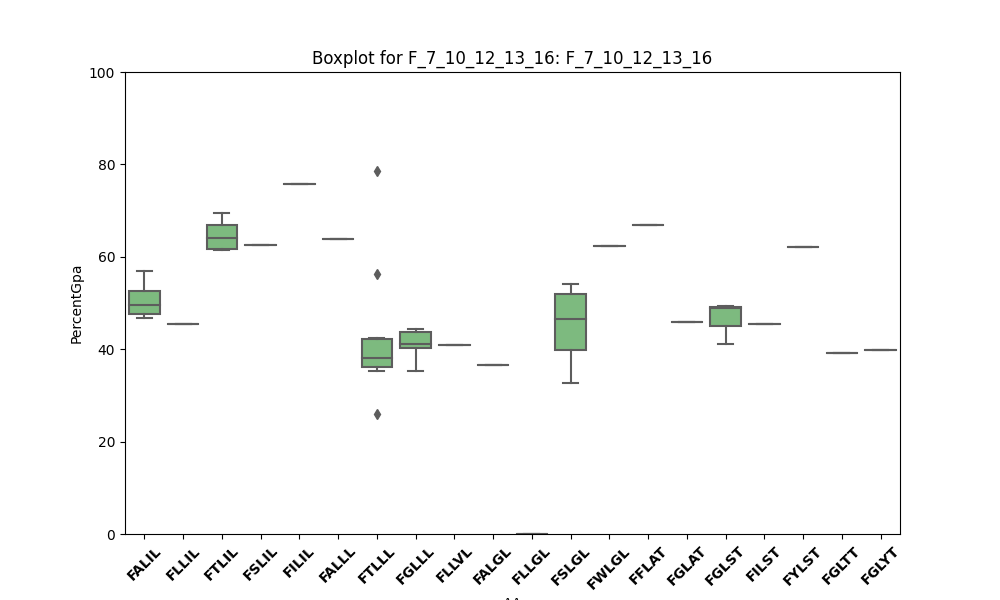 Boxplot for F_7_10_12_13_16: F_7_10_12_13_16
100
80
60
40
20
0
PercentGpa
FALIL
FLLIL
FTLIL
FSLIL
FILIL
FALLL
FTLLL
FGLLL
FLLVL
FALGL
FLLGL
FSLGL
FWLGL
FFLAT
FGLAT
FGLST
FILST
FYLST
FGLTT
FGLYT